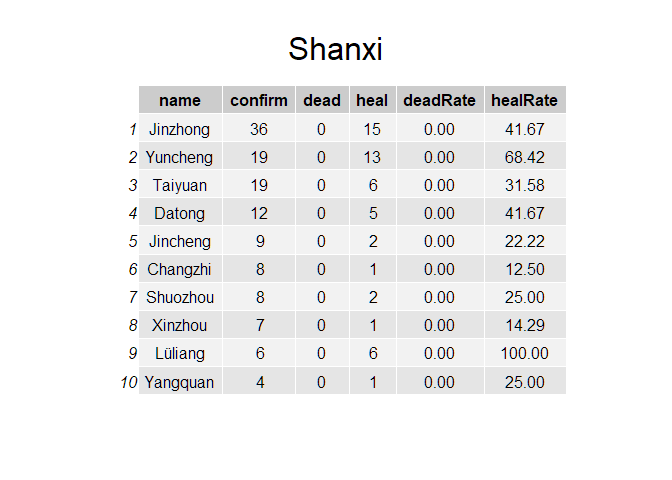 Shanxi
name confirm dead heal deadRate healRate
1 Jinzhong 36 0 15 0.00 41.67
2 Yuncheng 19 0 13 0.00 68.42
3 Taiyuan 19 0 6 0.00 31.58
4 Datong 12 0 5 0.00 41.67
5 Jincheng 9 0 2 0.00 22.22
6 Changzhi 8 0 1 0.00 12.50
7 Shuozhou 8 0 2 0.00 25.00
8 Xinzhou 7 0 1 0.00 14.29
9 Lüliang 6 0 6 0.00 100.00
10 Yangquan 4 0 1 0.00 25.00